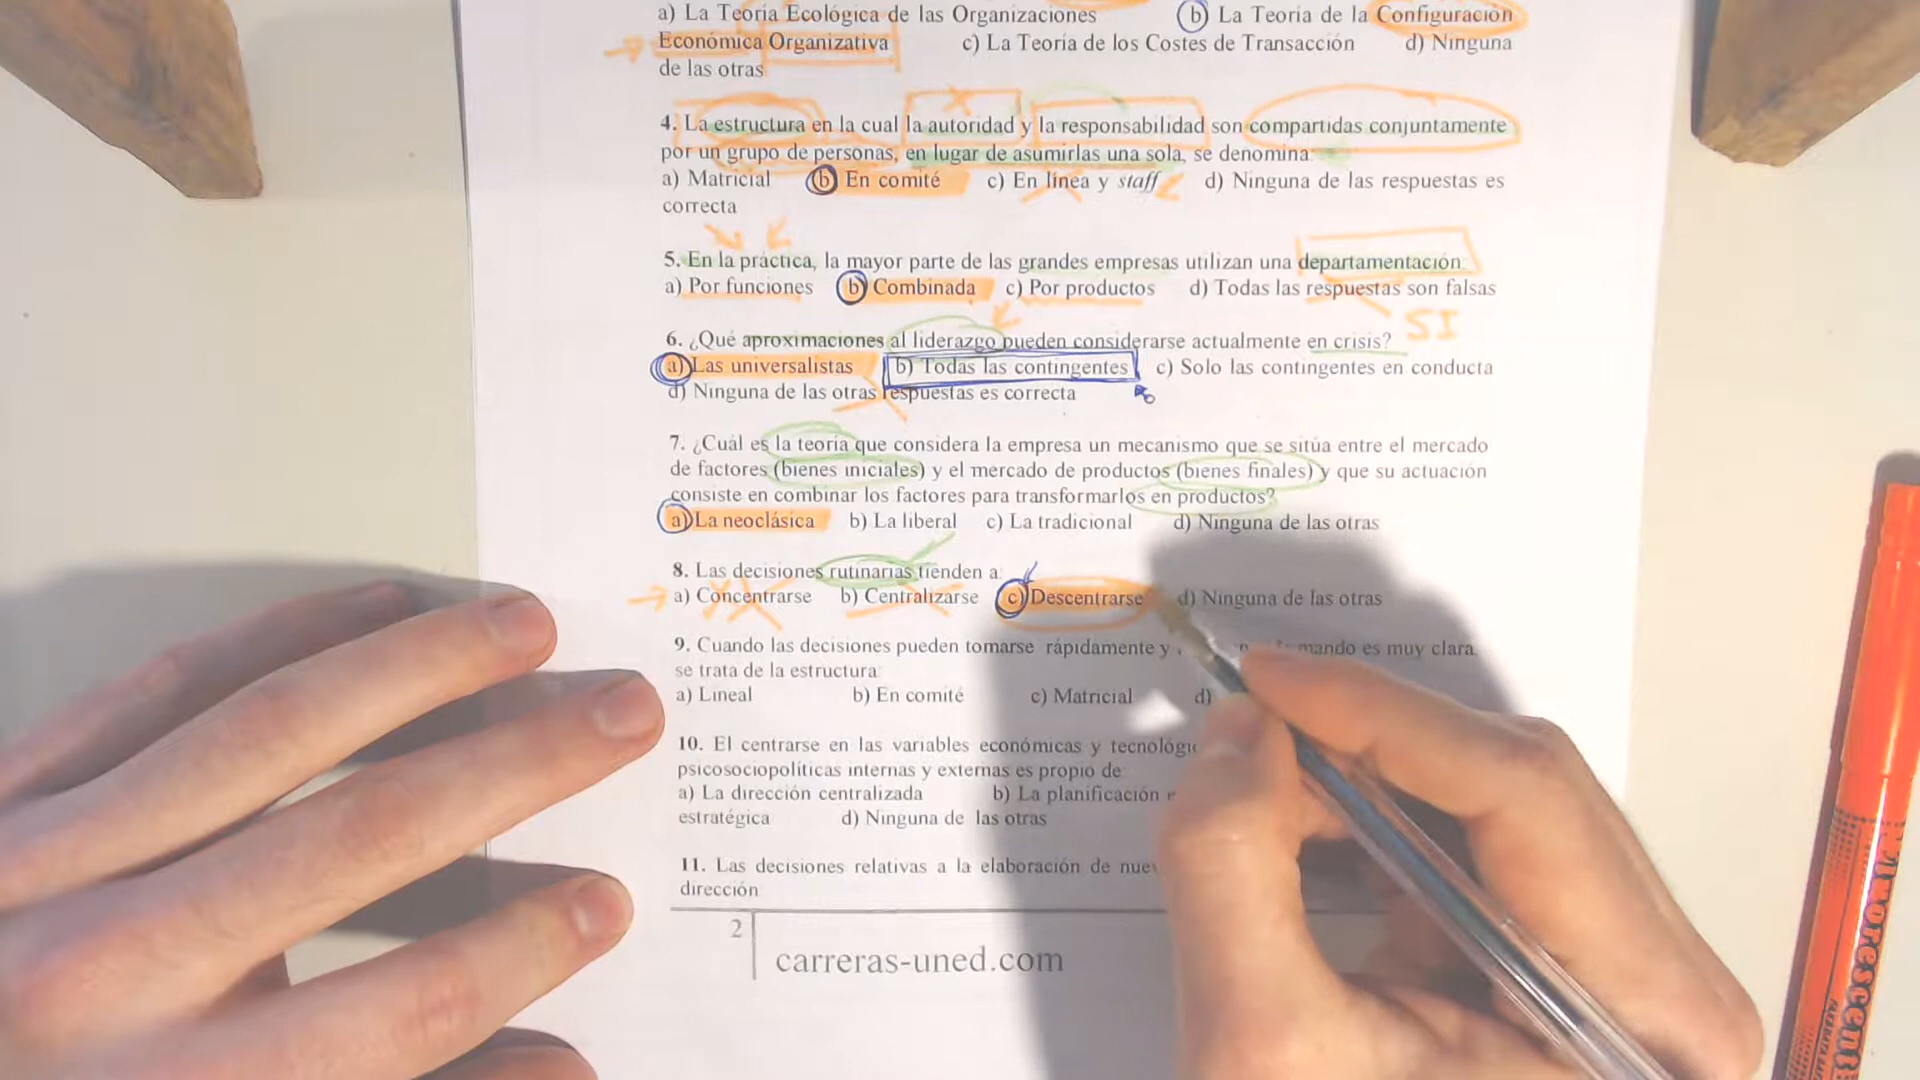 a) La Teoría Ecológica de las Organizaciones b) La Teoría de la Configuración
Económica Organizativa c) La Teoría de los Costes de Transacción d) Ninguna
de las otras
4. La estructura en la cual la autoridad y la responsabilidad son compartidas conjuntamente
por un grupo de personas, en lugar de asumirlas una sola, se denomina:
a) Matricial b) En comité c) En línea y staff d) Ninguna de las respuestas es
correcta
5. En la práctica, la mayor parte de las grandes empresas utilizan una departamentación:
a) Por funciones b) Combinada c) Por productos d) Todas las respuestas son falsas
SI
6. ¿Qué aproximaciones al liderazgo pueden considerarse actualmente en crisis?
a) Las universalistas b) Todas las contingentes c) Solo las contingentes en conducta
d) Ninguna de las otras respuestas es correcta
7. ¿Cuál es la teoría que considera la empresa un mecanismo que se sitúa entre el mercado
de factores (bienes iniciales) y el mercado de productos (bienes finales) y que su actuación
consiste en combinar los factores para transformarlos en productos?
a) La neoclásica b) La liberal c) La tradicional d) Ninguna de las otras
8. Las decisiones rutinarias tienden a:
a) Concentrarse b) Centralizarse c) Descentrarse d) Ninguna de las otras
9. Cuando las decisiones pueden tomarse rápidamente y mando es muy clara,
se trata de la estructura:
a) Lineal b) En comité c) Matricial d)
10. El centrarse en las variables económicas y
psicosociopolíticas internas y externas es propio de:
a) La dirección centralizada b) La planificación
estratégica d) Ninguna de las otras
11. Las decisiones relativas a la elaboración de
dirección
2
carreras-uned.com